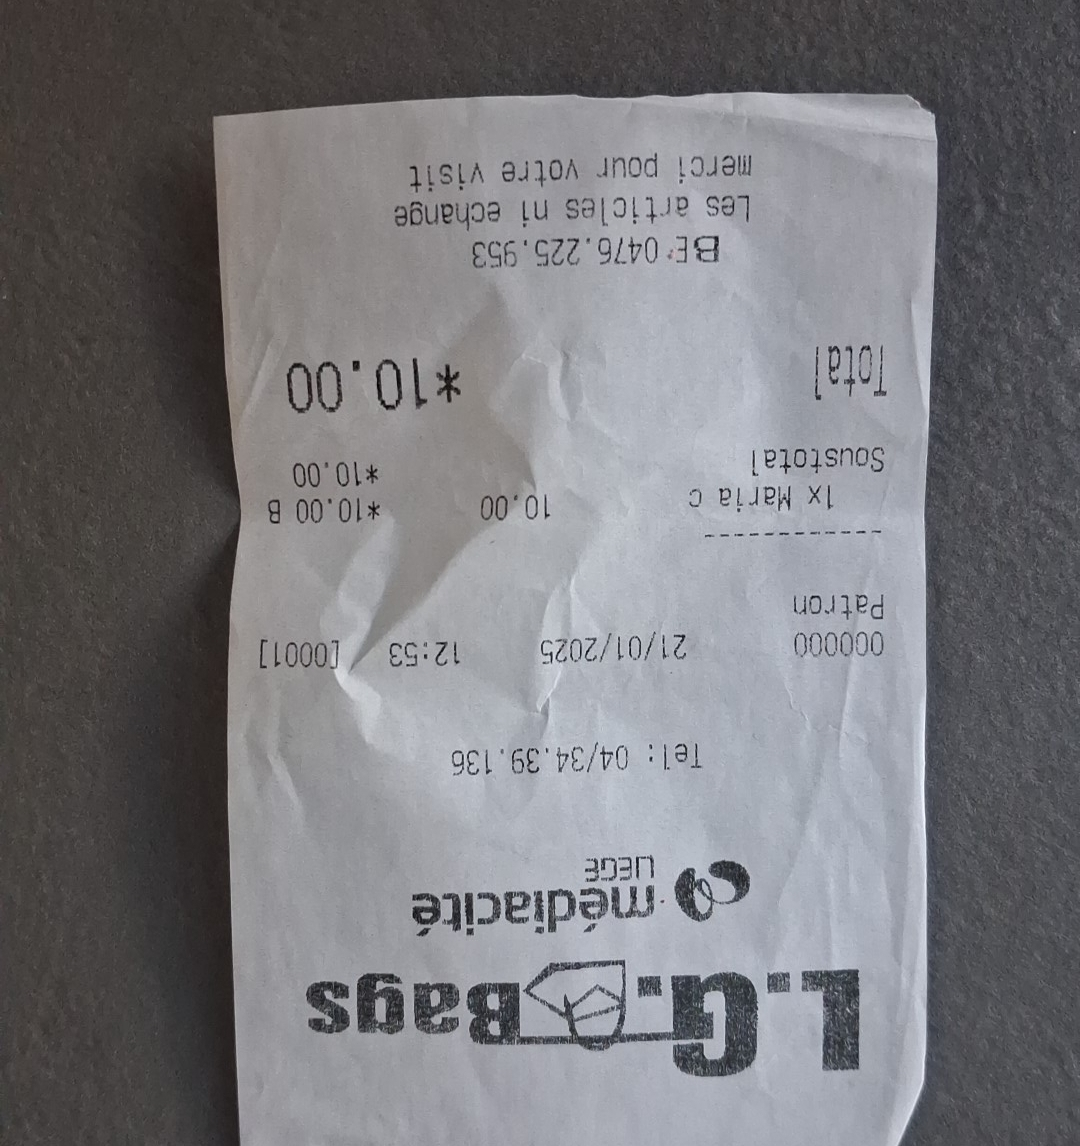 L.G. Bags
médiacité
LIEGE
Tel: 04/34.39.136
000000 21/01/2025 12:53 [0001]
Patron
------------
1x Maria C 10.00 *10.00 B
Soustotal *10.00
Total *10.00
BE 0476.225.953
Les articles ni echange
merci pour votre visit